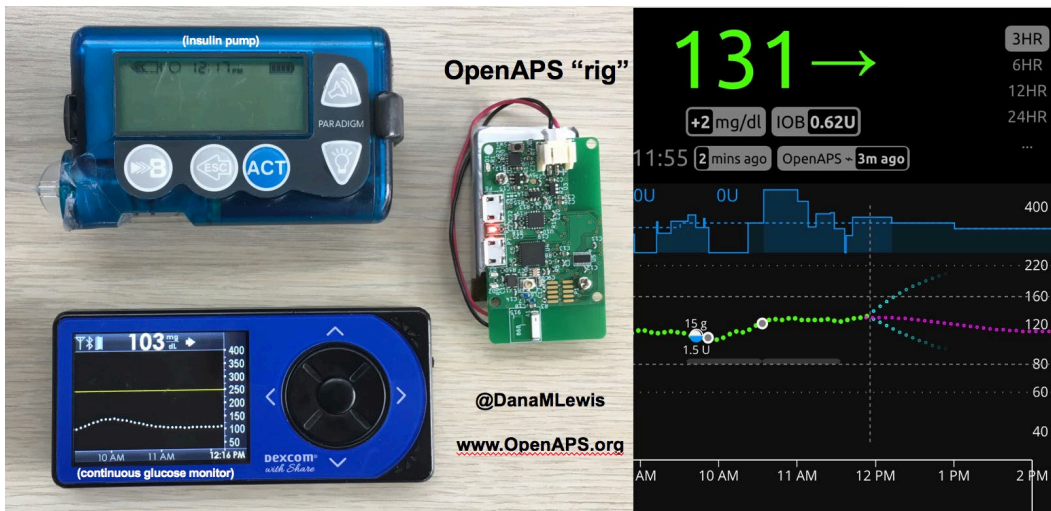 (insulin pump)
12:17 PM
PARADIGM
B
ESC
ACT
OpenAPS “rig”
@DanaMLewis
www.OpenAPS.org
103 mg dL
400
350
300
250
200
150
100
50
10 AM 11 AM 12:16 PM
(continuous glucose monitor)
Dexcom®
with Share
131→
+2 mg/dl IOB 0.62U
11:55 2 mins ago OpenAPS ~ 3m ago
3HR
6HR
12HR
24HR
...
0U 0U
400
220
160
120
80
60
40
15 g
1.5 U
AM 10 AM 11 AM 12 PM 1 PM 2 PM